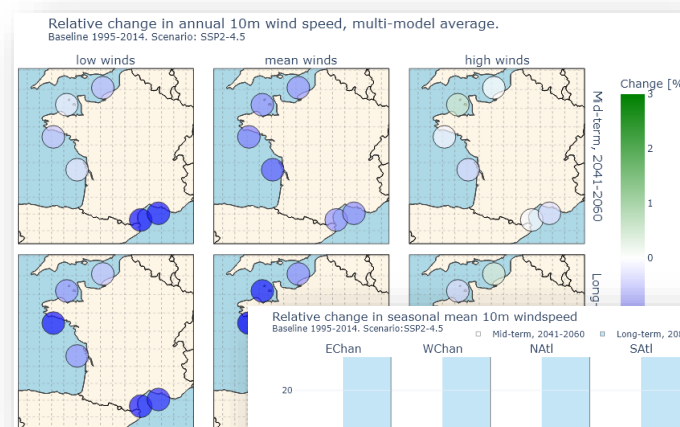 Relative change in annual 10m wind speed, multi-model average.
Baseline 1995-2014. Scenario: SSP2-4.5
low winds mean winds high winds
Mid-term, 2041-2060
Change [%
3
2
1
0
Long-
Relative change in seasonal mean 10m windspeed
Baseline 1995-2014. Scenario:SSP2-4.5
Mid-term, 2041-2060 Long-term, 208
EChan WChan NAtl SAtl
20